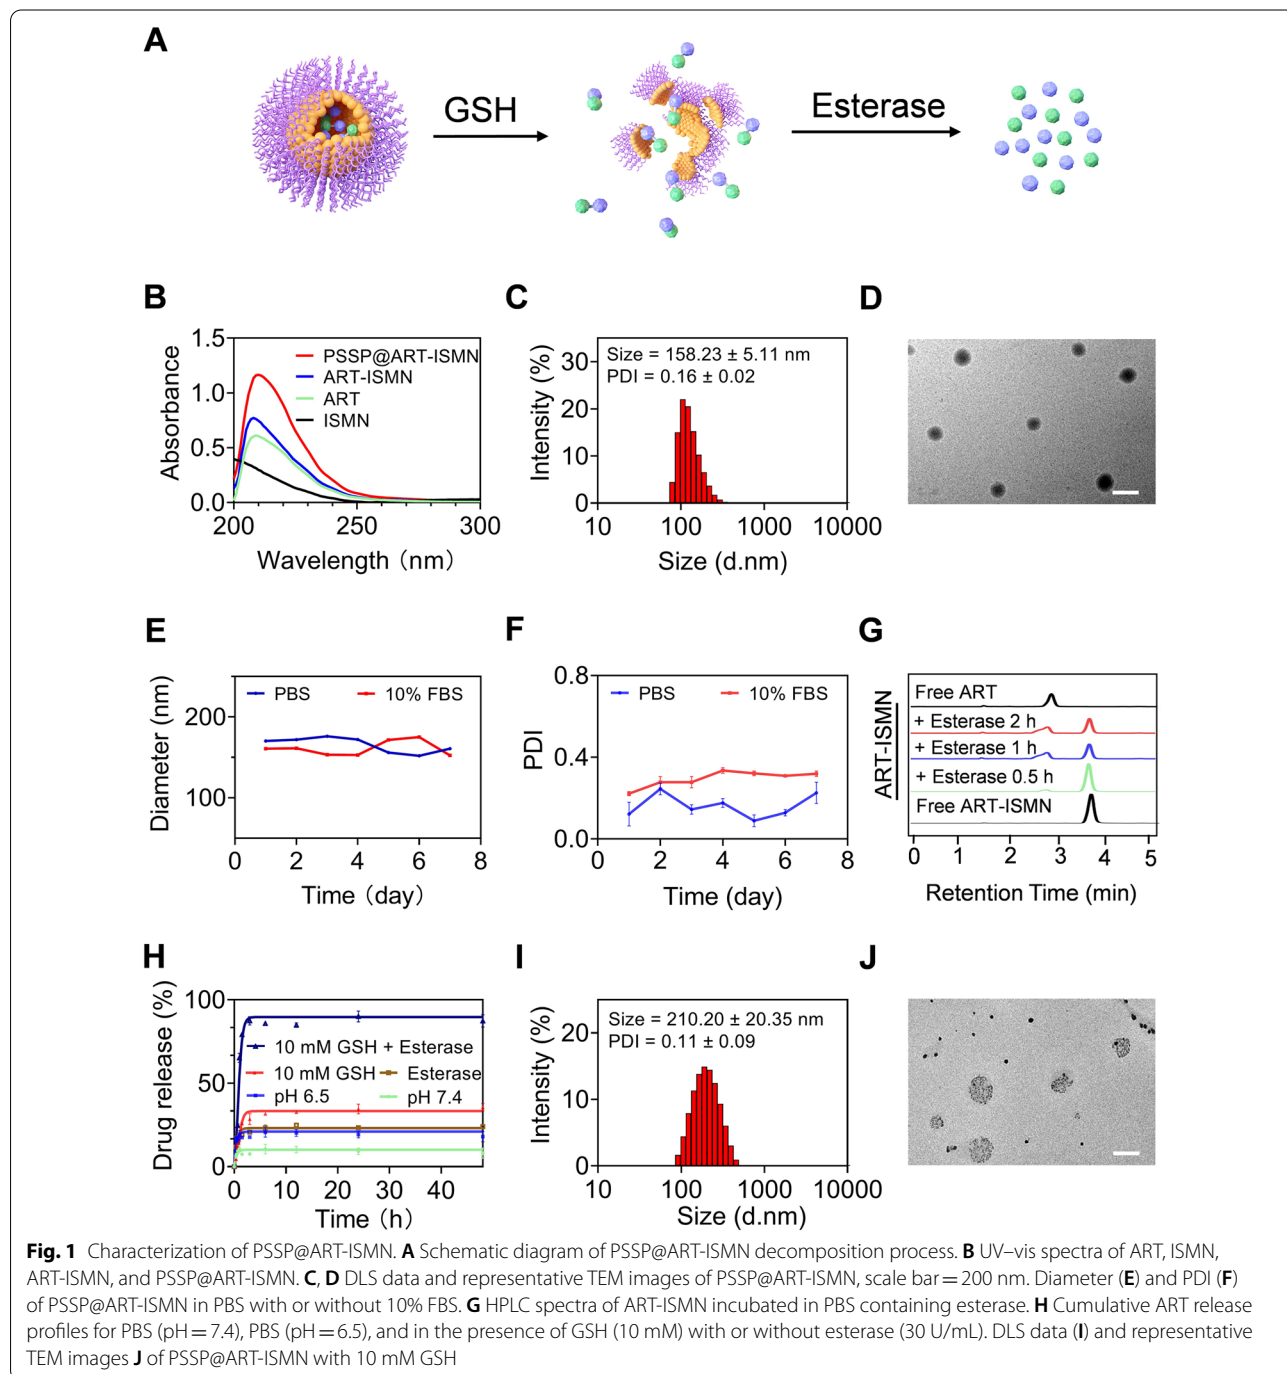 A
GSH
Esterase
B
Absorbance
1.5
1.0
0.5
0.0
PSSP@ART-ISMN
ART-ISMN
ART
ISMN
200 250 300
Wavelength (nm)
C
Intensity (%)
30
20
10
0
Size = 158.23 ± 5.11 nm
PDI = 0.16 ± 0.02
10 100 1000 10000
Size (d.nm)
D
E
Diameter (nm)
200
100
PBS 10% FBS
0 2 4 6 8
Time (day)
F
PDI
0.8
0.4
0.0
PBS 10% FBS
0 2 4 6 8
Time (day)
G
ART-ISMN
Free ART
+ Esterase 2 h
+ Esterase 1 h
+ Esterase 0.5 h
Free ART-ISMN
0 1 2 3 4 5
Retention Time (min)
H
Drug release (%)
100
50
0
10 mM GSH + Esterase
10 mM GSH Esterase
pH 6.5 pH 7.4
0 10 20 30 40
Time (h)
I
Intensity (%)
20
10
0
Size = 210.20 ± 20.35 nm
PDI = 0.11 ± 0.09
10 100 1000 10000
Size (d.nm)
J
Fig. 1 Characterization of PSSP@ART-ISMN. A Schematic diagram of PSSP@ART-ISMN decomposition process. B UV–vis spectra of ART, ISMN,
ART-ISMN, and PSSP@ART-ISMN. C, D DLS data and representative TEM images of PSSP@ART-ISMN, scale bar = 200 nm. Diameter (E) and PDI (F)
of PSSP@ART-ISMN in PBS with or without 10% FBS. G HPLC spectra of ART-ISMN incubated in PBS containing esterase. H Cumulative ART release
profiles for PBS (pH = 7.4), PBS (pH = 6.5), and in the presence of GSH (10 mM) with or without esterase (30 U/mL). DLS data (I) and representative
TEM images J of PSSP@ART-ISMN with 10 mM GSH